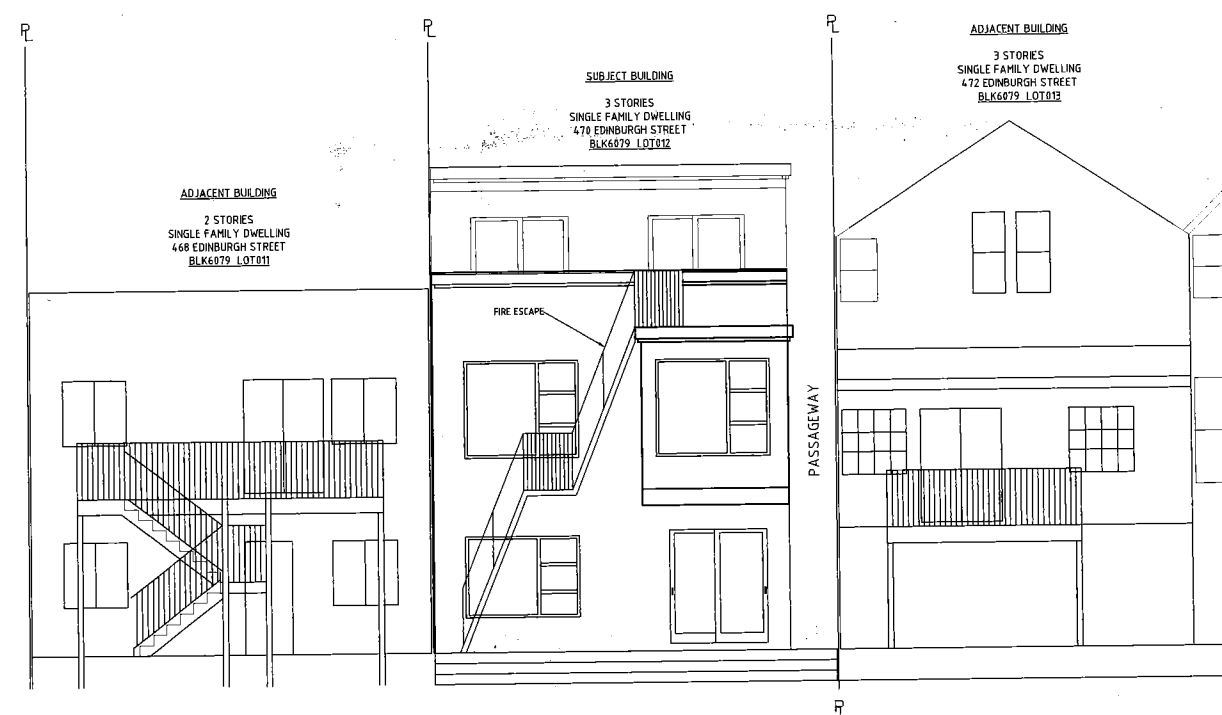 PL
PL
PL
ADJACENT BUILDING
3 STORIES
SINGLE FAMILY DWELLING
472 EDINBURGH STREET
BLK6079 LOT013
SUBJECT BUILDING
3 STORIES
SINGLE FAMILY DWELLING
470 EDINBURGH STREET
BLK6079 LOT012
ADJACENT BUILDING
2 STORIES
SINGLE FAMILY DWELLING
468 EDINBURGH STREET
BLK6079 LOT011
FIRE ESCAPE
PASSAGEWAY
PL